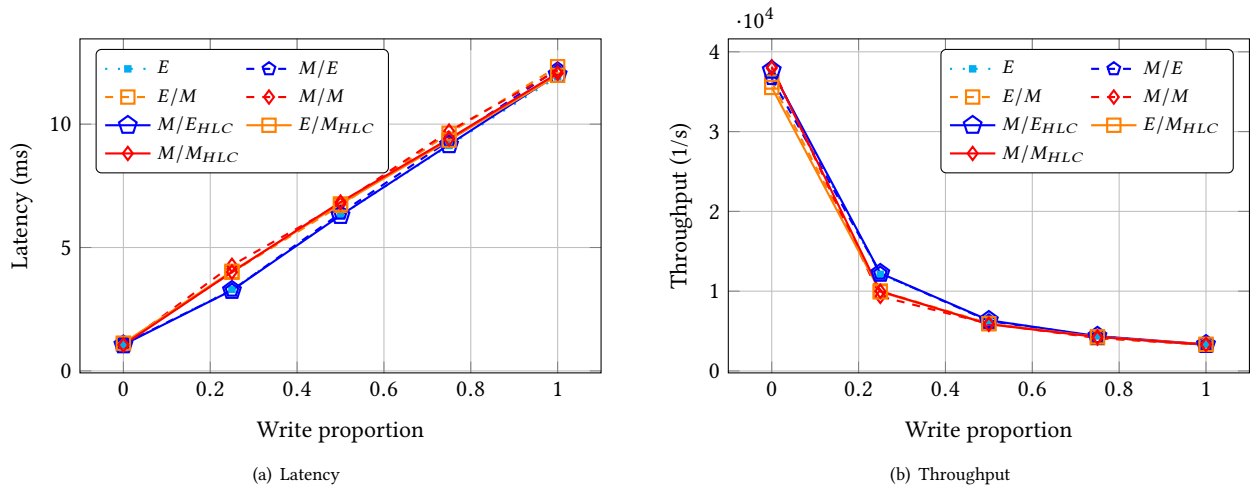 E
M/E
E/M
M/M
M/E_HLC
E/M_HLC
M/M_HLC
10
5
0
0
0.2
0.4
0.6
0.8
1
Latency (ms)
Write proportion
(a) Latency
·10⁴
E
M/E
E/M
M/M
M/E_HLC
E/M_HLC
M/M_HLC
4
3
2
1
0
0
0.2
0.4
0.6
0.8
1
Throughput (1/s)
Write proportion
(b) Throughput